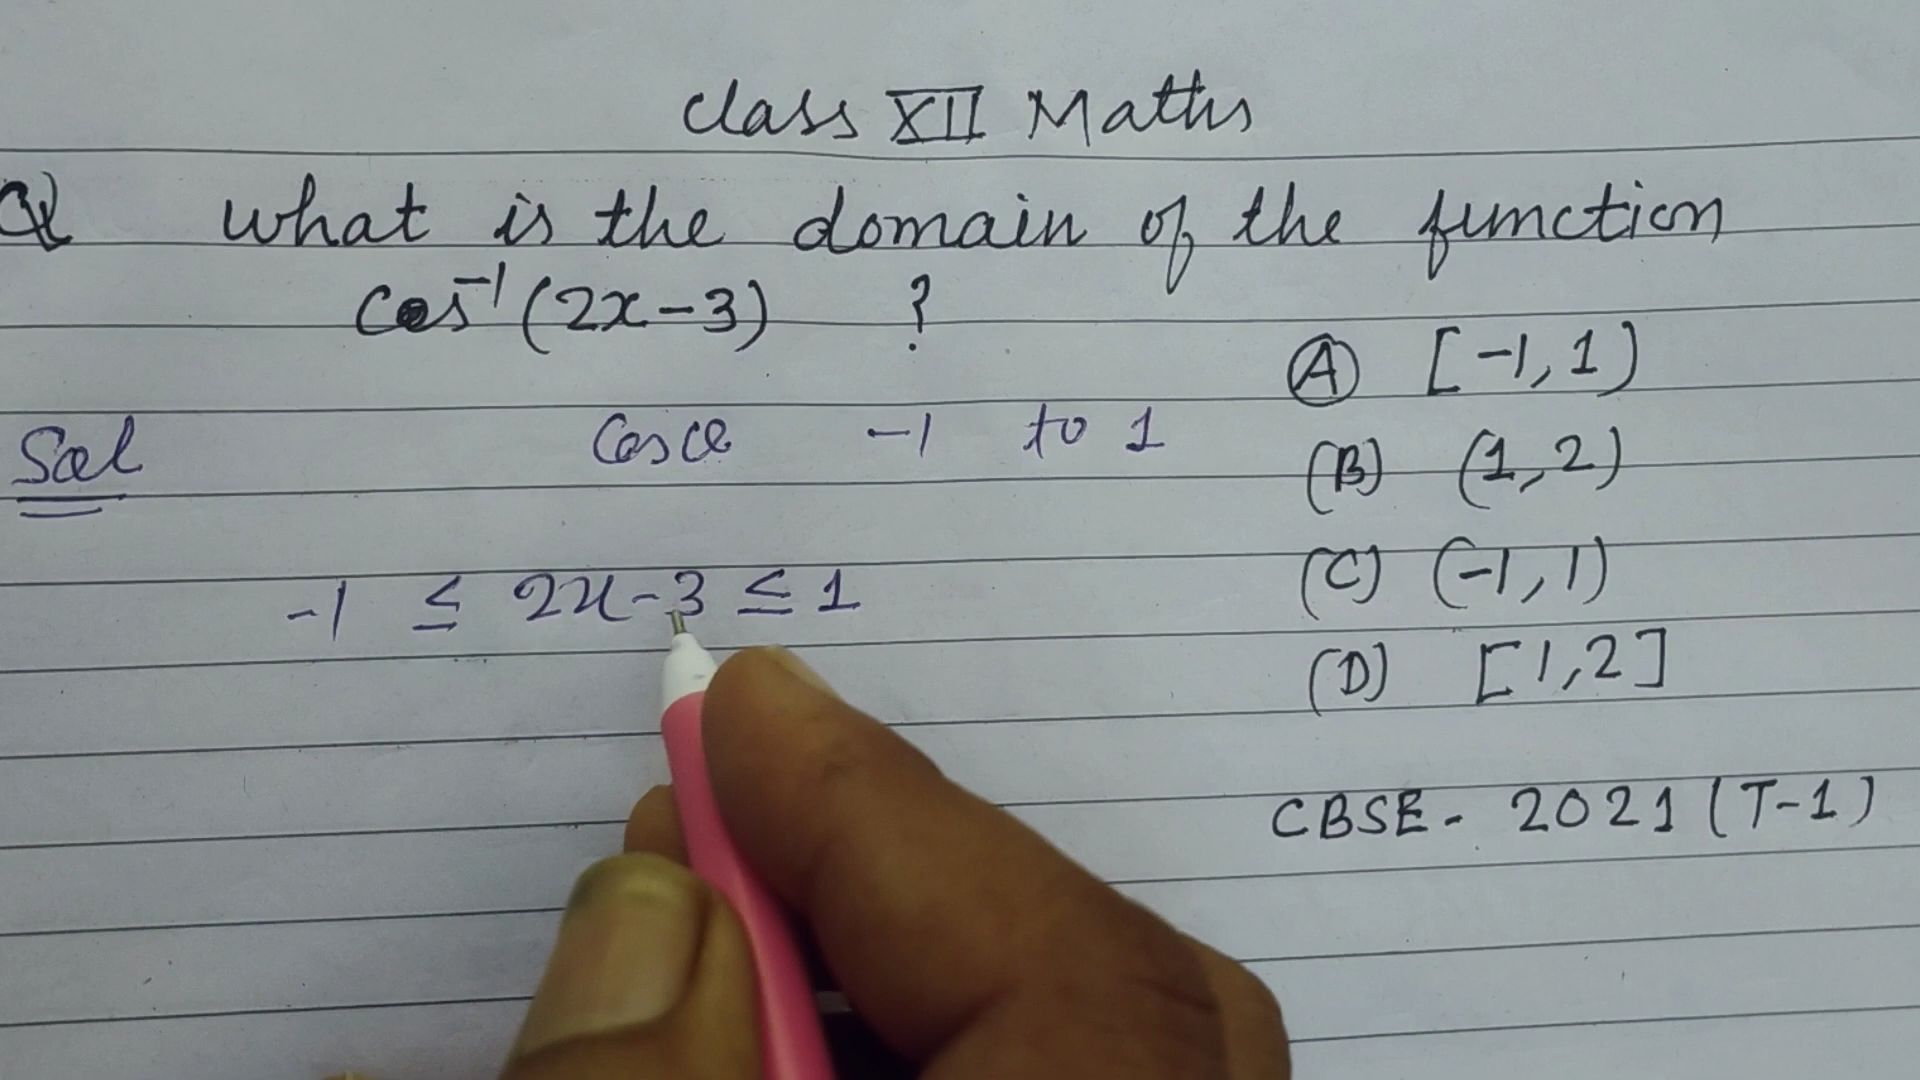 Class XII Maths
Q what is the domain of the function
Cos⁻¹(2x-3) ?
(A) [-1,1)
(B) (1,2)
(C) (-1,1)
(D) [1,2]
CBSE- 2021 (T-1)
Sol -1 to 1
-1 ≤ 2x-3 ≤ 1